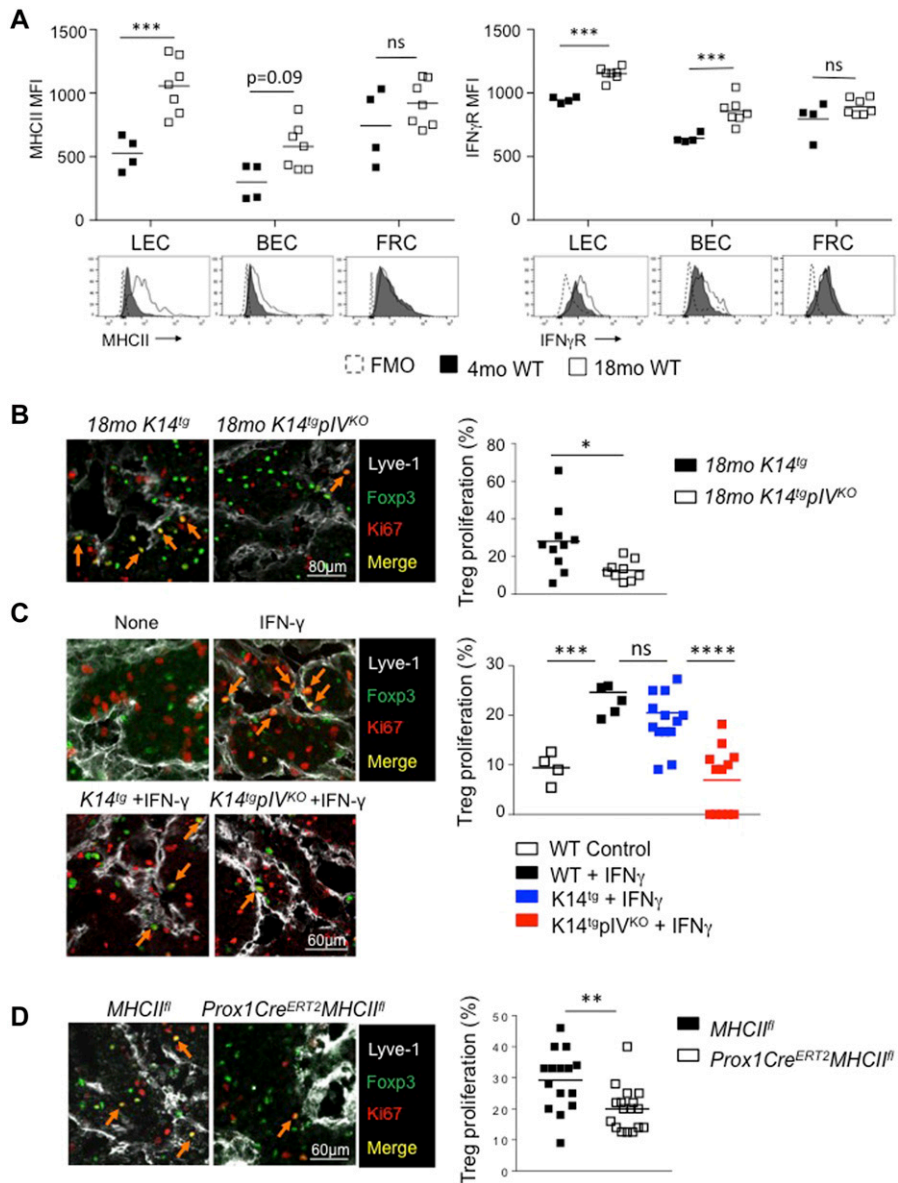 A
MHCII MFI
1500
1000
500
0
***
p=0.09
ns
LEC
BEC
FRC
MHCII
IFNγR MFI
1500
1000
500
0
***
***
ns
LEC
BEC
FRC
IFNγR
FMO
4mo WT
18mo WT
B
18mo K14tg
18mo K14tgpIVKO
Lyve-1
Foxp3
Ki67
Merge
80µm
Treg proliferation (%)
80
60
40
20
0
*
18mo K14tg
18mo K14tgpIVKO
C
None
IFN-γ
K14tg +IFN-γ
K14tgpIVKO +IFN-γ
Lyve-1
Foxp3
Ki67
Merge
60µm
Treg proliferation (%)
30
20
10
0
***
ns
****
WT Control
WT + IFNγ
K14tg + IFNγ
K14tgpIVKO + IFNγ
D
MHCIIfl
Prox1CreERT2MHCIIfl
Lyve-1
Foxp3
Ki67
Merge
60µm
Treg proliferation (%)
50
40
30
20
10
0
**
MHCIIfl
Prox1CreERT2MHCIIfl